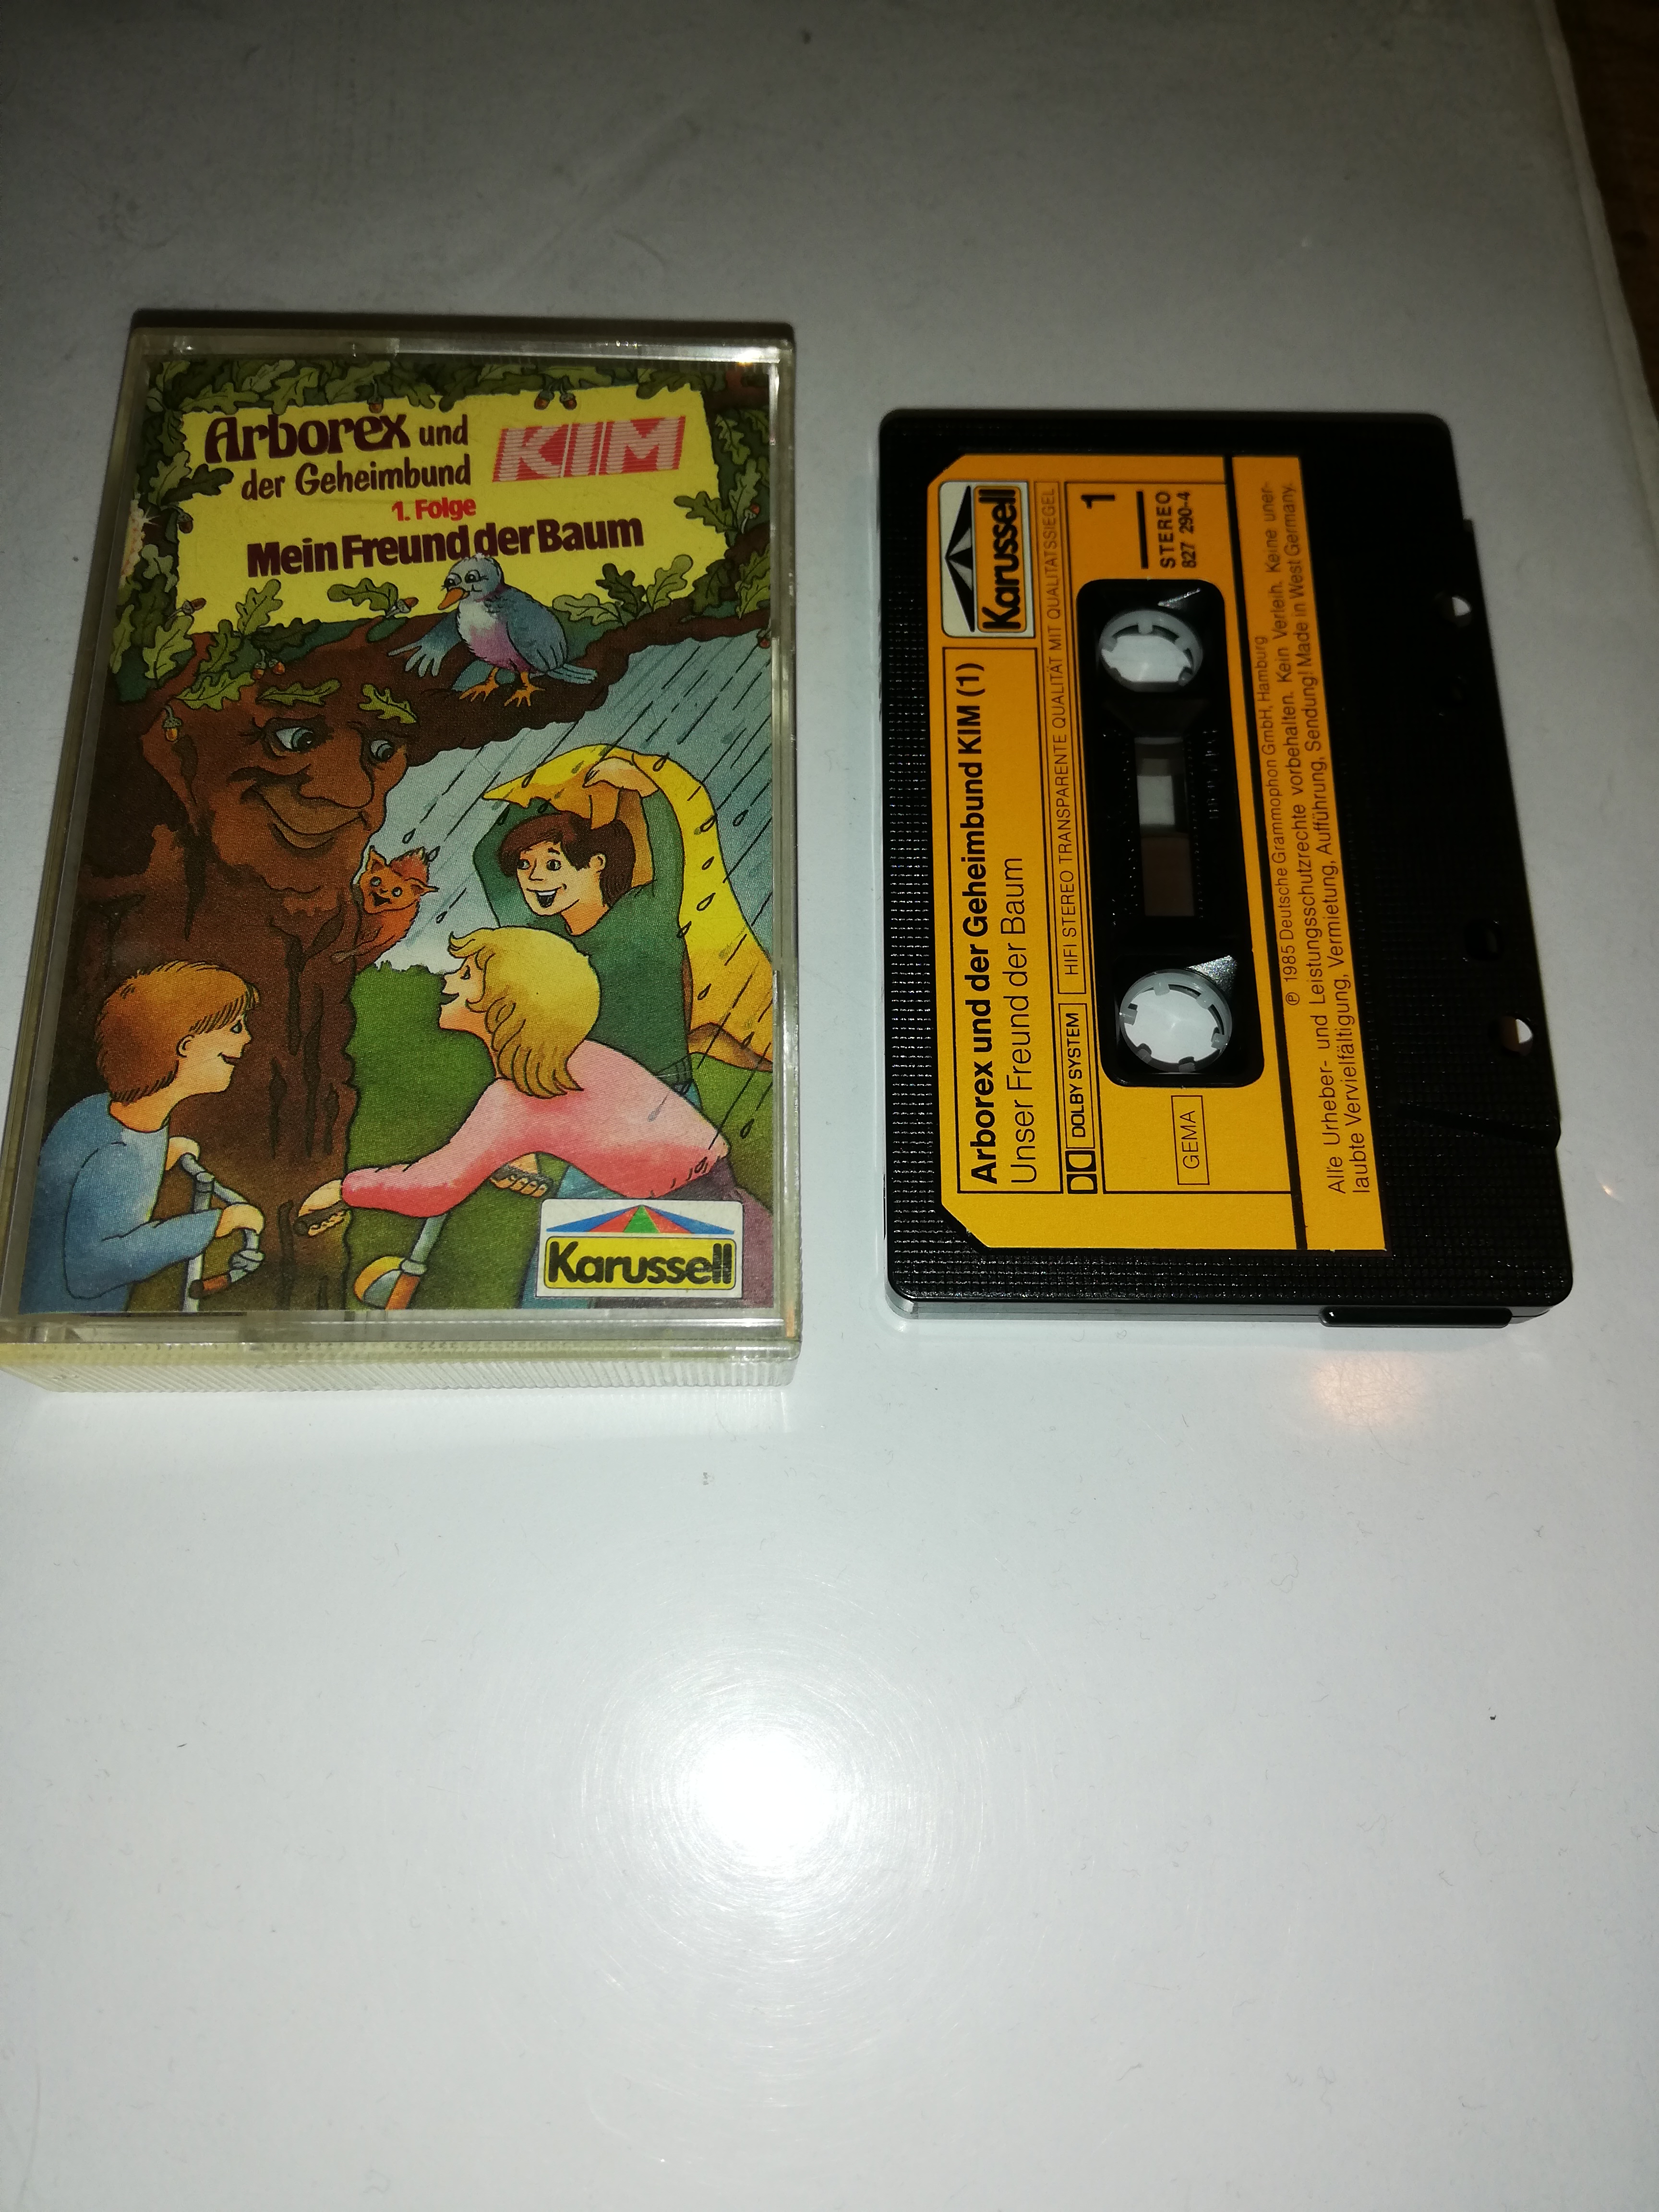 Arborex und
der Geheimbund
KIM
1. Folge
Mein Freund der Baum
Karussell
Karussell
Arborex und der Geheimbund KIM (1)
Unser Freund der Baum
DOLBY SYSTEM
HIFI STEREO TRANSPARENTE QUALITÄT MIT QUALITÄTSSIEGEL
1
STEREO
827 290-4
GEMA
℗ 1985 Deutsche Grammophon GmbH, Hamburg
Alle Urheber- und Leistungsschutzrechte vorbehalten. Kein Verleih. Keine uner-
laubte Vervielfältigung, Vermietung, Aufführung, Sendung! Made in West Germany.